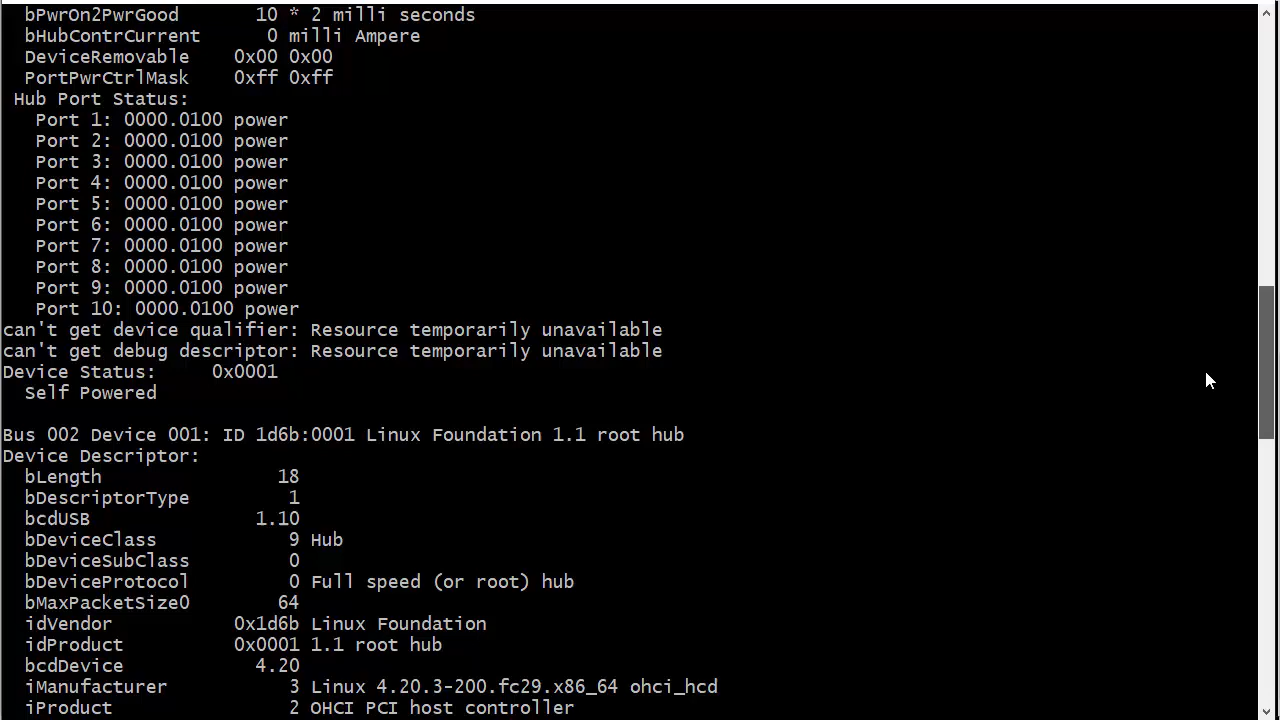 bPwrOn2PwrGood       10 * 2 milli seconds
bHubContrCurrent      0 milli Ampere
DeviceRemovable    0x00 0x00
PortPwrCtrlMask    0xff 0xff
Hub Port Status:
Port 1: 0000.0100 power
Port 2: 0000.0100 power
Port 3: 0000.0100 power
Port 4: 0000.0100 power
Port 5: 0000.0100 power
Port 6: 0000.0100 power
Port 7: 0000.0100 power
Port 8: 0000.0100 power
Port 9: 0000.0100 power
Port 10: 0000.0100 power
can't get device qualifier: Resource temporarily unavailable
can't get debug descriptor: Resource temporarily unavailable
Device Status:     0x0001
Self Powered
Bus 002 Device 001: ID 1d6b:0001 Linux Foundation 1.1 root hub
Device Descriptor:
bLength                18
bDescriptorType         1
bcdUSB               1.10
bDeviceClass            9 Hub
bDeviceSubClass         0
bDeviceProtocol         0 Full speed (or root) hub
bMaxPacketSize0        64
idVendor           0x1d6b Linux Foundation
idProduct          0x0001 1.1 root hub
bcdDevice            4.20
iManufacturer           3 Linux 4.20.3-200.fc29.x86_64 ohci_hcd
iProduct                2 OHCI PCI host controller